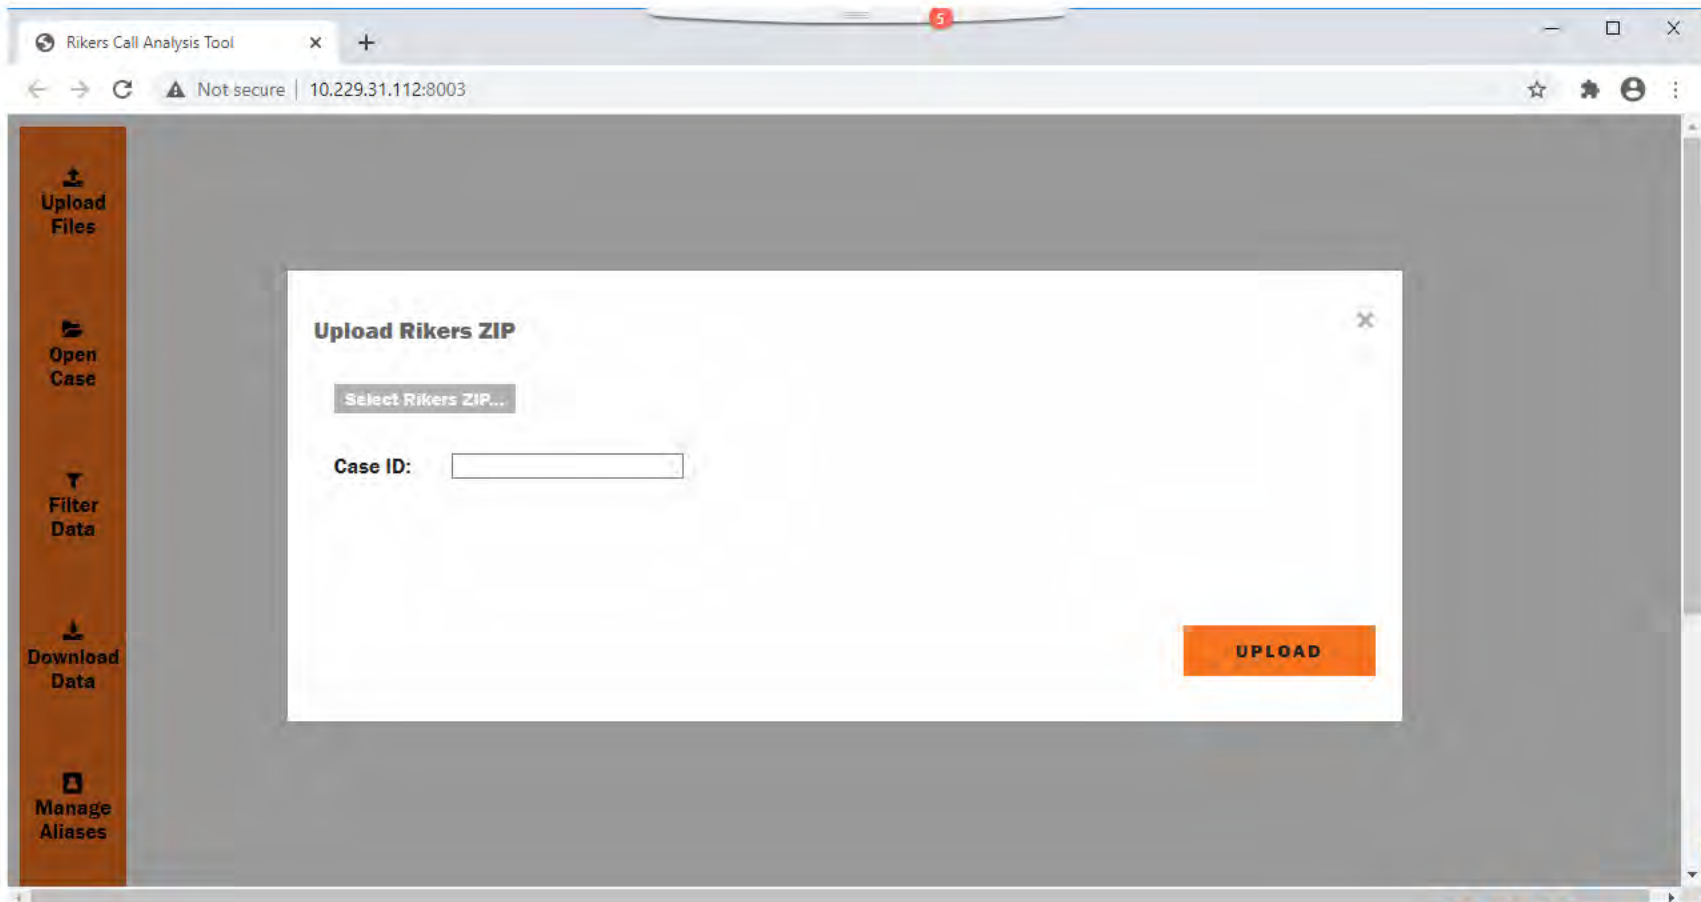 5
Rikers Call Analysis Tool
Not secure | 10.229.31.112:8003
Upload
Files
Open
Case
Filter
Data
Download
Data
Manage
Aliases
Upload Rikers ZIP
Select Rikers ZIP...
Case ID:
UPLOAD